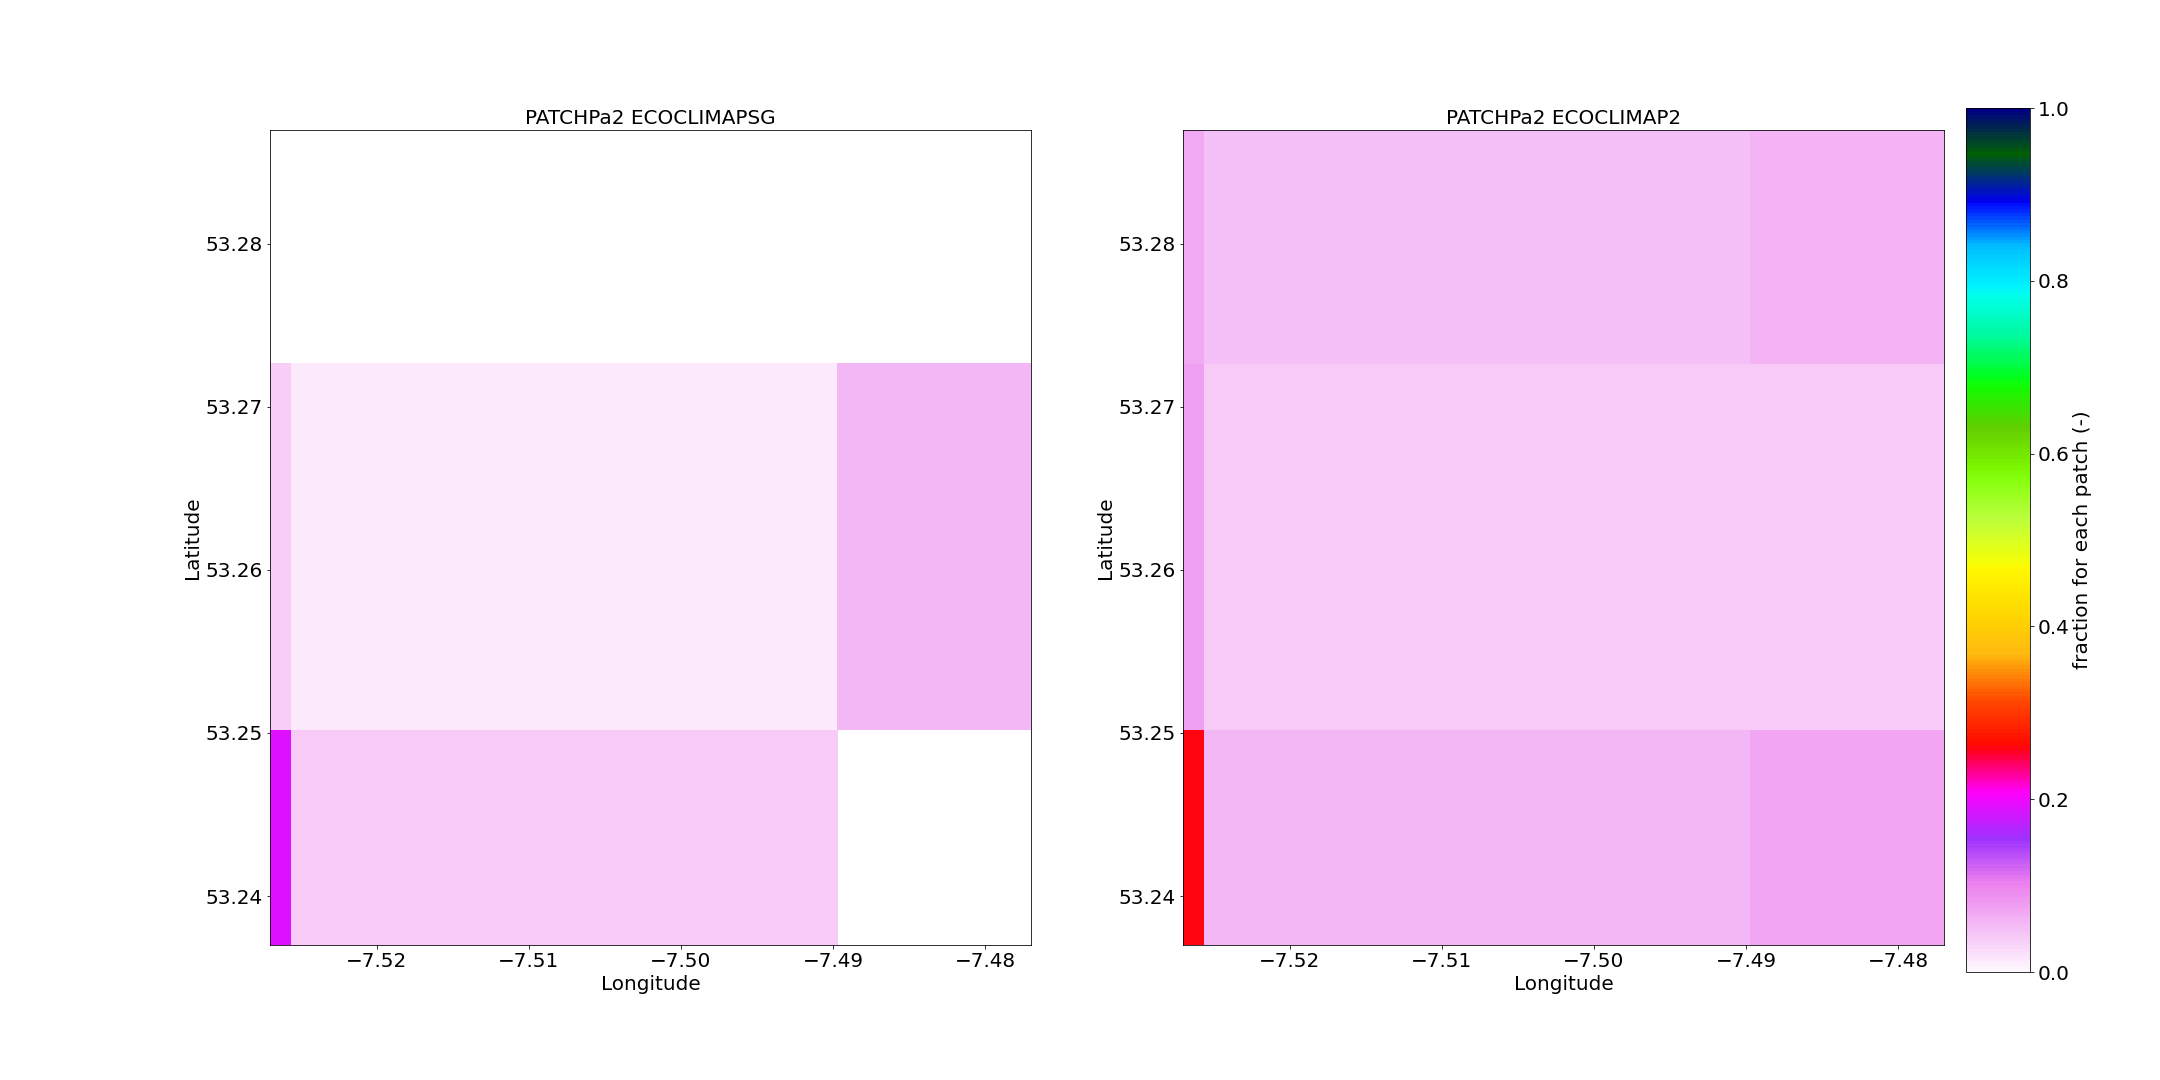 PATCHPa2 ECOCLIMAPSG
53.28
53.27
53.26
53.25
53.24
Latitude
−7.52 −7.51 −7.50 −7.49 −7.48
Longitude
PATCHPa2 ECOCLIMAP2
53.28
53.27
53.26
53.25
53.24
Latitude
−7.52 −7.51 −7.50 −7.49 −7.48
Longitude
1.0
0.8
0.6
0.4
0.2
0.0
fraction for each patch (-)